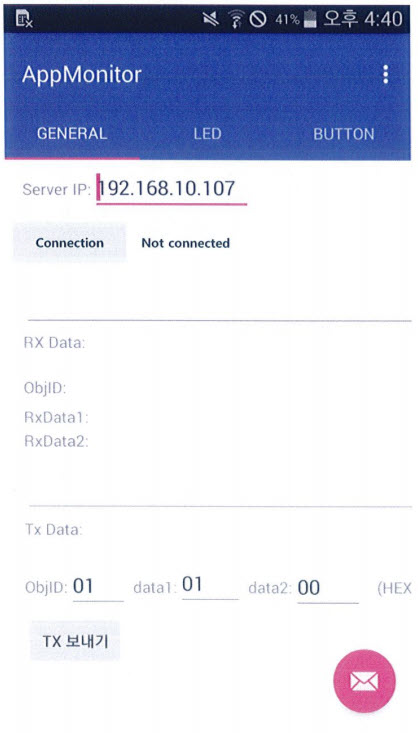 41% 오후 4:40
AppMonitor
GENERAL LED BUTTON
Server IP: 192.168.10.107
Connection Not connected
RX Data:
ObjID:
RxData1:
RxData2:
Tx Data:
ObjID: 01 data1: 01 data2: 00 (HEX
TX 보내기